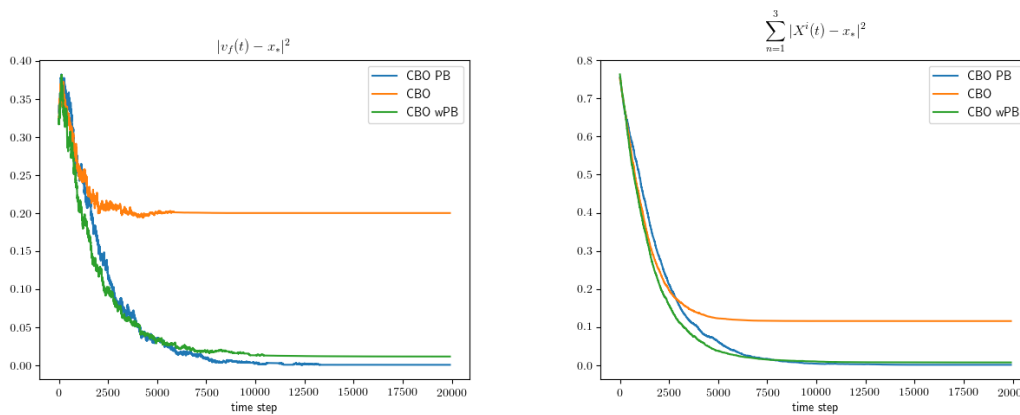 |v_f(t) − x_*|^2
0.40
0.35
0.30
0.25
0.20
0.15
0.10
0.05
0.00
0 2500 5000 7500 10000 12500 15000 17500 20000
time step
CBO PB
CBO
CBO wPB
3
∑ |X^i(t) − x_*|^2
n=1
0.8
0.7
0.6
0.5
0.4
0.3
0.2
0.1
0.0
0 2500 5000 7500 10000 12500 15000 17500 2000
time step
CBO PB
CBO
CBO wPB